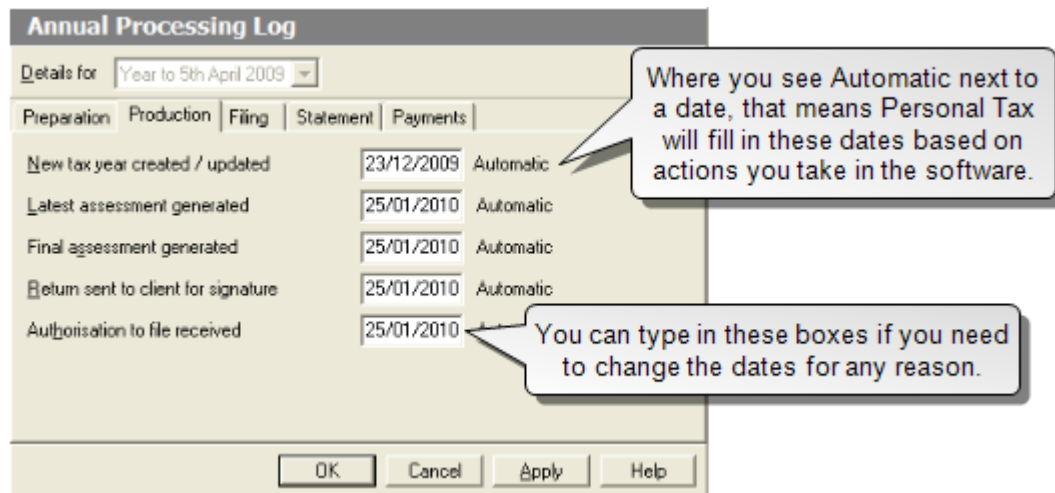 Annual Processing Log
Details for Year to 5th April 2009
Preparation Production Filing Statement Payments
New tax year created / updated 23/12/2009 Automatic
Latest assessment generated 25/01/2010 Automatic
Final assessment generated 25/01/2010 Automatic
Return sent to client for signature 25/01/2010 Automatic
Authorisation to file received 25/01/2010
Where you see Automatic next to
a date, that means Personal Tax
will fill in these dates based on
actions you take in the software.
You can type in these boxes if you need
to change the dates for any reason.
OK Cancel Apply Help